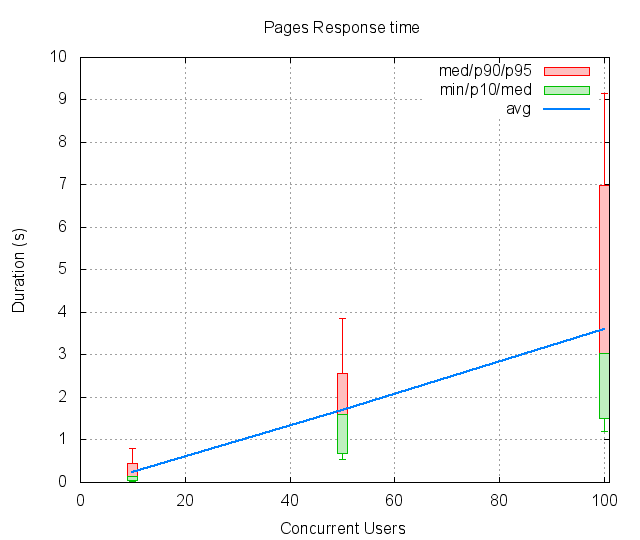 Pages Response time
10
med/p90/p95
min/p10/med
avg
9
8
7
6
5
4
3
2
1
0
Duration (s)
0 20 40 60 80 100
Concurrent Users